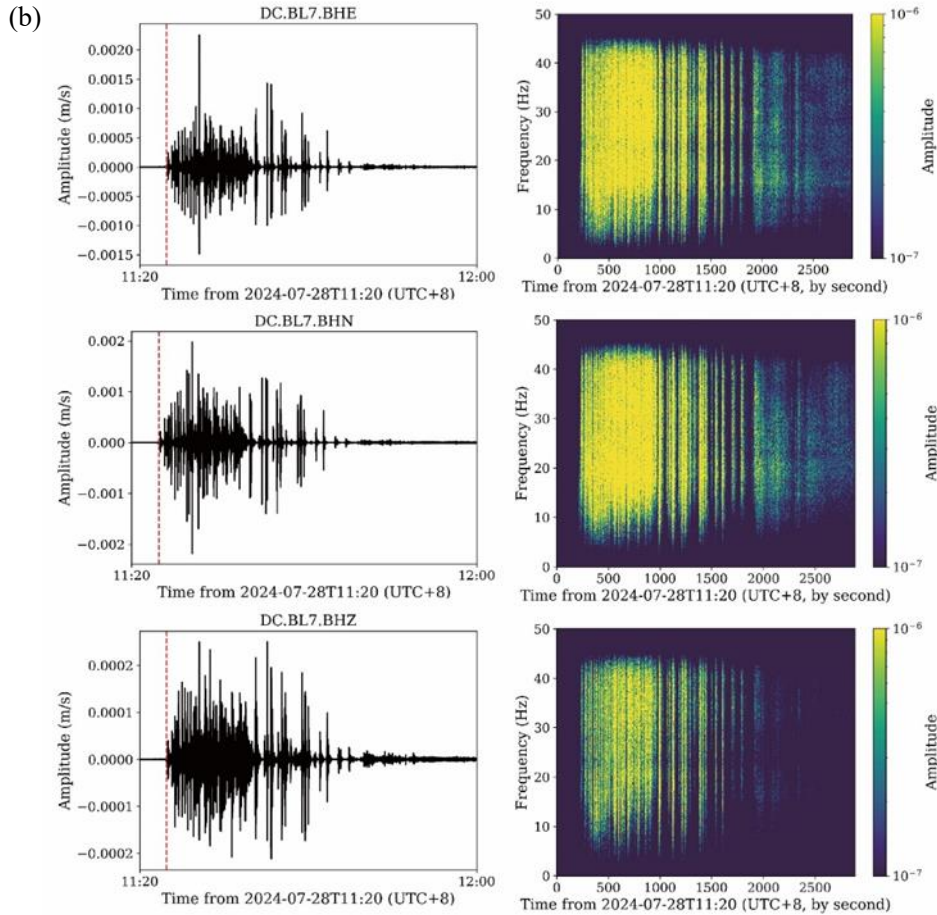 (b)
DC.BL7.BHE
Amplitude (m/s)
0.0020
0.0015
0.0010
0.0005
0.0000
−0.0005
−0.0010
−0.0015
11:20 12:00
Time from 2024-07-28T11:20 (UTC+8)
Frequency (Hz)
50
40
30
20
10
0
0 500 1000 1500 2000 2500
Time from 2024-07-28T11:20 (UTC+8, by second)
10⁻⁶
10⁻⁷
Amplitude
DC.BL7.BHN
Amplitude (m/s)
0.002
0.001
0.000
−0.001
−0.002
11:20 12:00
Time from 2024-07-28T11:20 (UTC+8)
Frequency (Hz)
50
40
30
20
10
0
0 500 1000 1500 2000 2500
Time from 2024-07-28T11:20 (UTC+8, by second)
10⁻⁶
10⁻⁷
Amplitude
DC.BL7.BHZ
Amplitude (m/s)
0.0002
0.0001
0.0000
−0.0001
−0.0002
11:20 12:00
Time from 2024-07-28T11:20 (UTC+8)
Frequency (Hz)
50
40
30
20
10
0
0 500 1000 1500 2000 2500
Time from 2024-07-28T11:20 (UTC+8, by second)
10⁻⁶
10⁻⁷
Amplitude